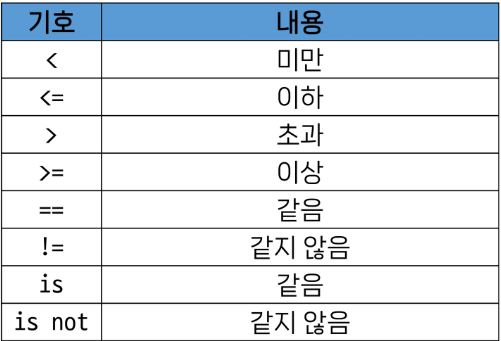 기호 내용
< 미만
<= 이하
> 초과
>= 이상
== 같음
!= 같지 않음
is 같음
is not 같지 않음